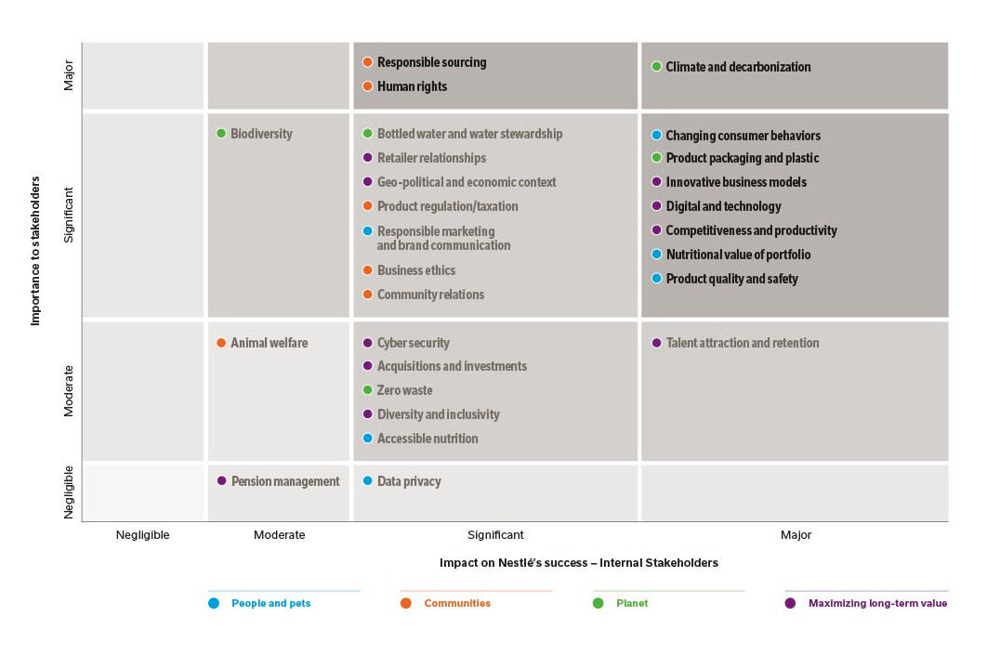 Importance to stakeholders
Major
Responsible sourcing
Human rights
Climate and decarbonization
Significant
Biodiversity
Bottled water and water stewardship
Retailer relationships
Geo-political and economic context
Product regulation/taxation
Responsible marketing
and brand communication
Business ethics
Community relations
Changing consumer behaviors
Product packaging and plastic
Innovative business models
Digital and technology
Competitiveness and productivity
Nutritional value of portfolio
Product quality and safety
Moderate
Animal welfare
Cyber security
Acquisitions and investments
Zero waste
Diversity and inclusivity
Accessible nutrition
Talent attraction and retention
Negligible
Pension management
Data privacy
Negligible
Moderate
Significant
Major
Impact on Nestlé's success – Internal Stakeholders
People and pets
Communities
Planet
Maximizing long-term value